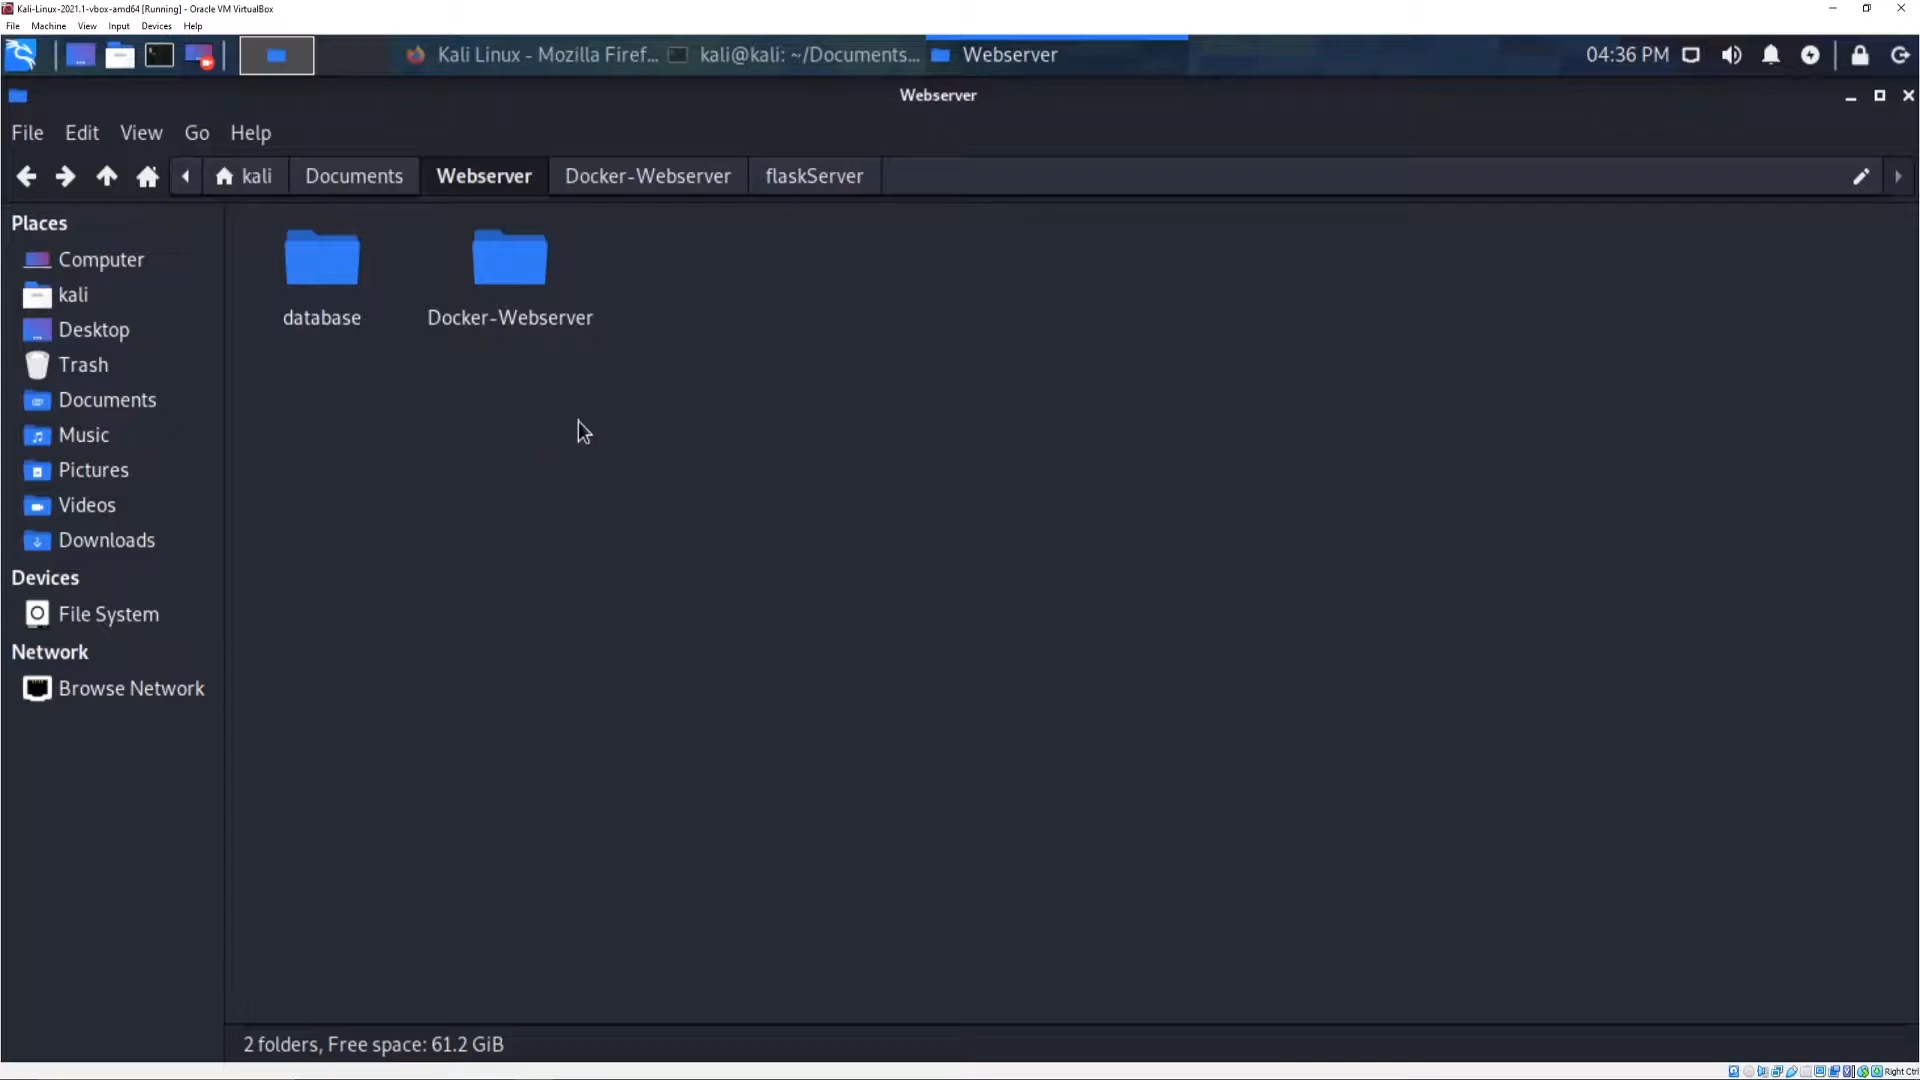 Kali-Linux-2021.1-vbox-amd64 [Running] - Oracle VM VirtualBox
File Machine View Input Devices Help
Kali Linux - Mozilla Firef... kali@kali: ~/Documents... Webserver 04:36 PM
Webserver
File Edit View Go Help
kali Documents Webserver Docker-Webserver flaskServer
Places
Computer
kali
Desktop
Trash
Documents
Music
Pictures
Videos
Downloads
Devices
File System
Network
Browse Network
database Docker-Webserver
2 folders, Free space: 61.2 GiB
Right Ctrl